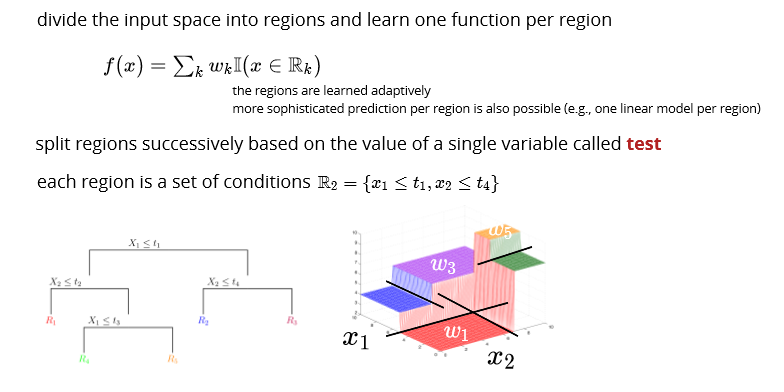 divide the input space into regions and learn one function per region
f(x) = ∑ₖ wₖ𝕀(x ∈ ℝₖ)
the regions are learned adaptively
more sophisticated prediction per region is also possible (e.g., one linear model per region)
split regions successively based on the value of a single variable called test
each region is a set of conditions ℝ₂ = {x₁ ≤ t₁, x₂ ≤ t₄}
X₁ ≤ t₁
X₂ ≤ t₂ X₂ ≤ t₄
R₁ X₁ ≤ t₃ R₂ R₃
R₄ R₅
w₅
w₃
w₁
x₁
x₂